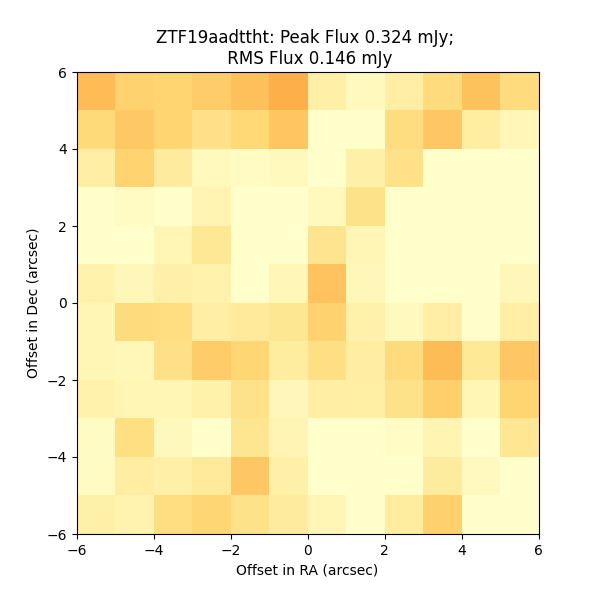 ZTF19aadttht: Peak Flux 0.324 mJy;
RMS Flux 0.146 mJy
6
4
2
0
−2
−4
−6
Offset in Dec (arcsec)
−6 −4 −2 0 2 4 6
Offset in RA (arcsec)